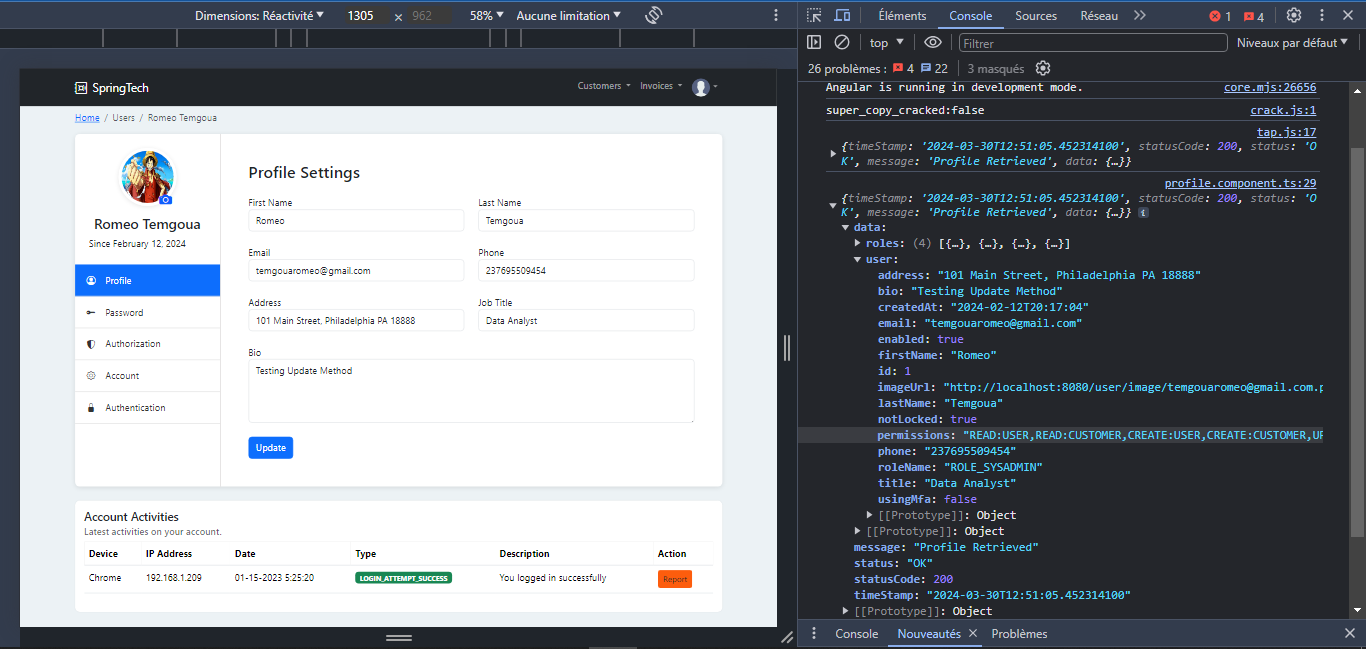 Dimensions: Réactivité ▼ 1305 × 962 58% ▼ Aucune limitation ▼
SpringTech
Customers Invoices
Home / Users / Romeo Temgoua
Romeo Temgoua
Since February 12, 2024
Profile
Password
Authorization
Account
Authentication
Profile Settings
First Name Last Name
Romeo Temgoua
Email Phone
temgouaromeo@gmail.com 237695509454
Address Job Title
101 Main Street, Philadelphia PA 18888 Data Analyst
Bio
Testing Update Method
Update
Account Activities
Latest activities on your account.
Device IP Address Date Type Description Action
Chrome 192.168.1.209 01-15-2023 5:25:20 LOGIN_ATTEMPT_SUCCESS You logged in successfully Report
Éléments Console Sources Réseau 1 4
top ▼ Filtrer Niveaux par défaut ▼
26 problèmes : 4 22 3 masqués
Angular is running in development mode. core.mjs:26656
super_copy_cracked:false crack.js:1
tap.js:17
{timeStamp: '2024-03-30T12:51:05.452314100', statusCode: 200, status: 'O
K', message: 'Profile Retrieved', data: {…}}
profile.component.ts:29
{timeStamp: '2024-03-30T12:51:05.452314100', statusCode: 200, status: 'O
K', message: 'Profile Retrieved', data: {…}} i
data:
roles: (4) [{…}, {…}, {…}, {…}]
user:
address: "101 Main Street, Philadelphia PA 18888"
bio: "Testing Update Method"
createdAt: "2024-02-12T20:17:04"
email: "temgouaromeo@gmail.com"
enabled: true
firstName: "Romeo"
id: 1
imageUrl: "http://localhost:8080/user/image/temgouaromeo@gmail.com.p
lastName: "Temgoua"
notLocked: true
permissions: "READ:USER,READ:CUSTOMER,CREATE:USER,CREATE:CUSTOMER,UP
phone: "237695509454"
roleName: "ROLE_SYSADMIN"
title: "Data Analyst"
usingMfa: false
[[Prototype]]: Object
[[Prototype]]: Object
message: "Profile Retrieved"
status: "OK"
statusCode: 200
timeStamp: "2024-03-30T12:51:05.452314100"
[[Prototype]]: Object
Console Nouveautés Problèmes